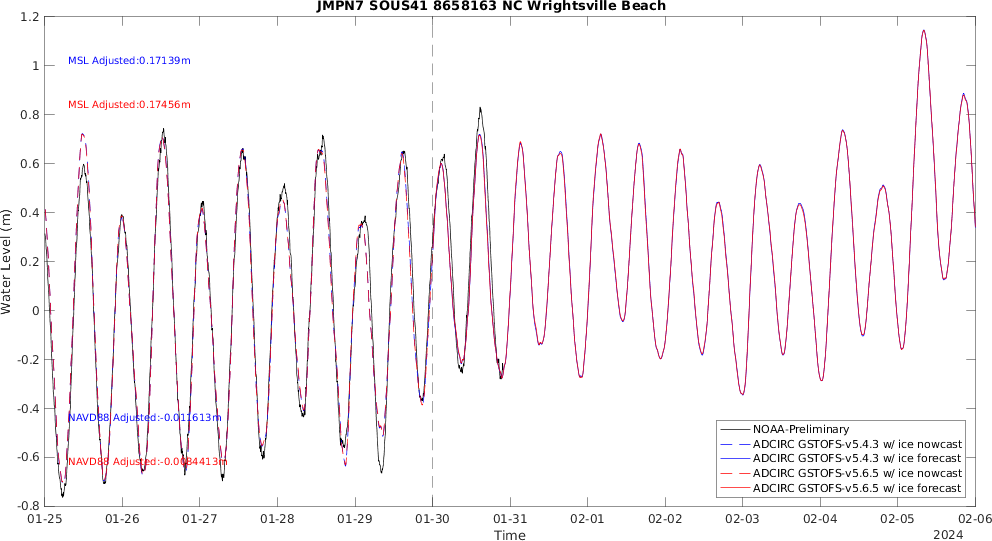 JMPN7 SOUS41 8658163 NC Wrightsville Beach
1.2
1
0.8
0.6
0.4
0.2
0
-0.2
-0.4
-0.6
-0.8
Water Level (m)
MSL Adjusted:0.17139m
MSL Adjusted:0.17456m
NAVD88 Adjusted:-0.011613m
NAVD88 Adjusted:-0.0084413m
NOAA-Preliminary
ADCIRC GSTOFS-v5.4.3 w/ ice nowcast
ADCIRC GSTOFS-v5.4.3 w/ ice forecast
ADCIRC GSTOFS-v5.6.5 w/ ice nowcast
ADCIRC GSTOFS-v5.6.5 w/ ice forecast
01-25 01-26 01-27 01-28 01-29 01-30 01-31 02-01 02-02 02-03 02-04 02-05 02-06
Time
2024